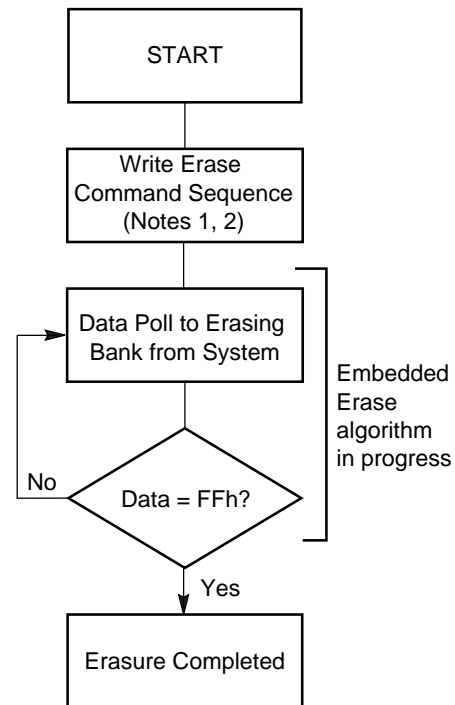 START
Write Erase
Command Sequence
(Notes 1, 2)
Data Poll to Erasing
Bank from System
Embedded
Erase
algorithm
in progress
No
Data = FFh?
Yes
Erasure Completed